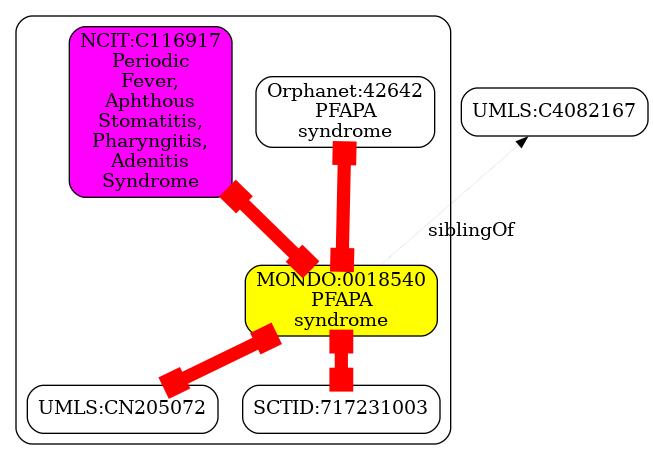 NCIT:C116917
Periodic
Fever,
Aphthous
Stomatitis,
Pharyngitis,
Adenitis
Syndrome
Orphanet:42642
PFAPA
syndrome
UMLS:C4082167
siblingOf
MONDO:0018540
PFAPA
syndrome
UMLS:CN205072
SCTID:717231003